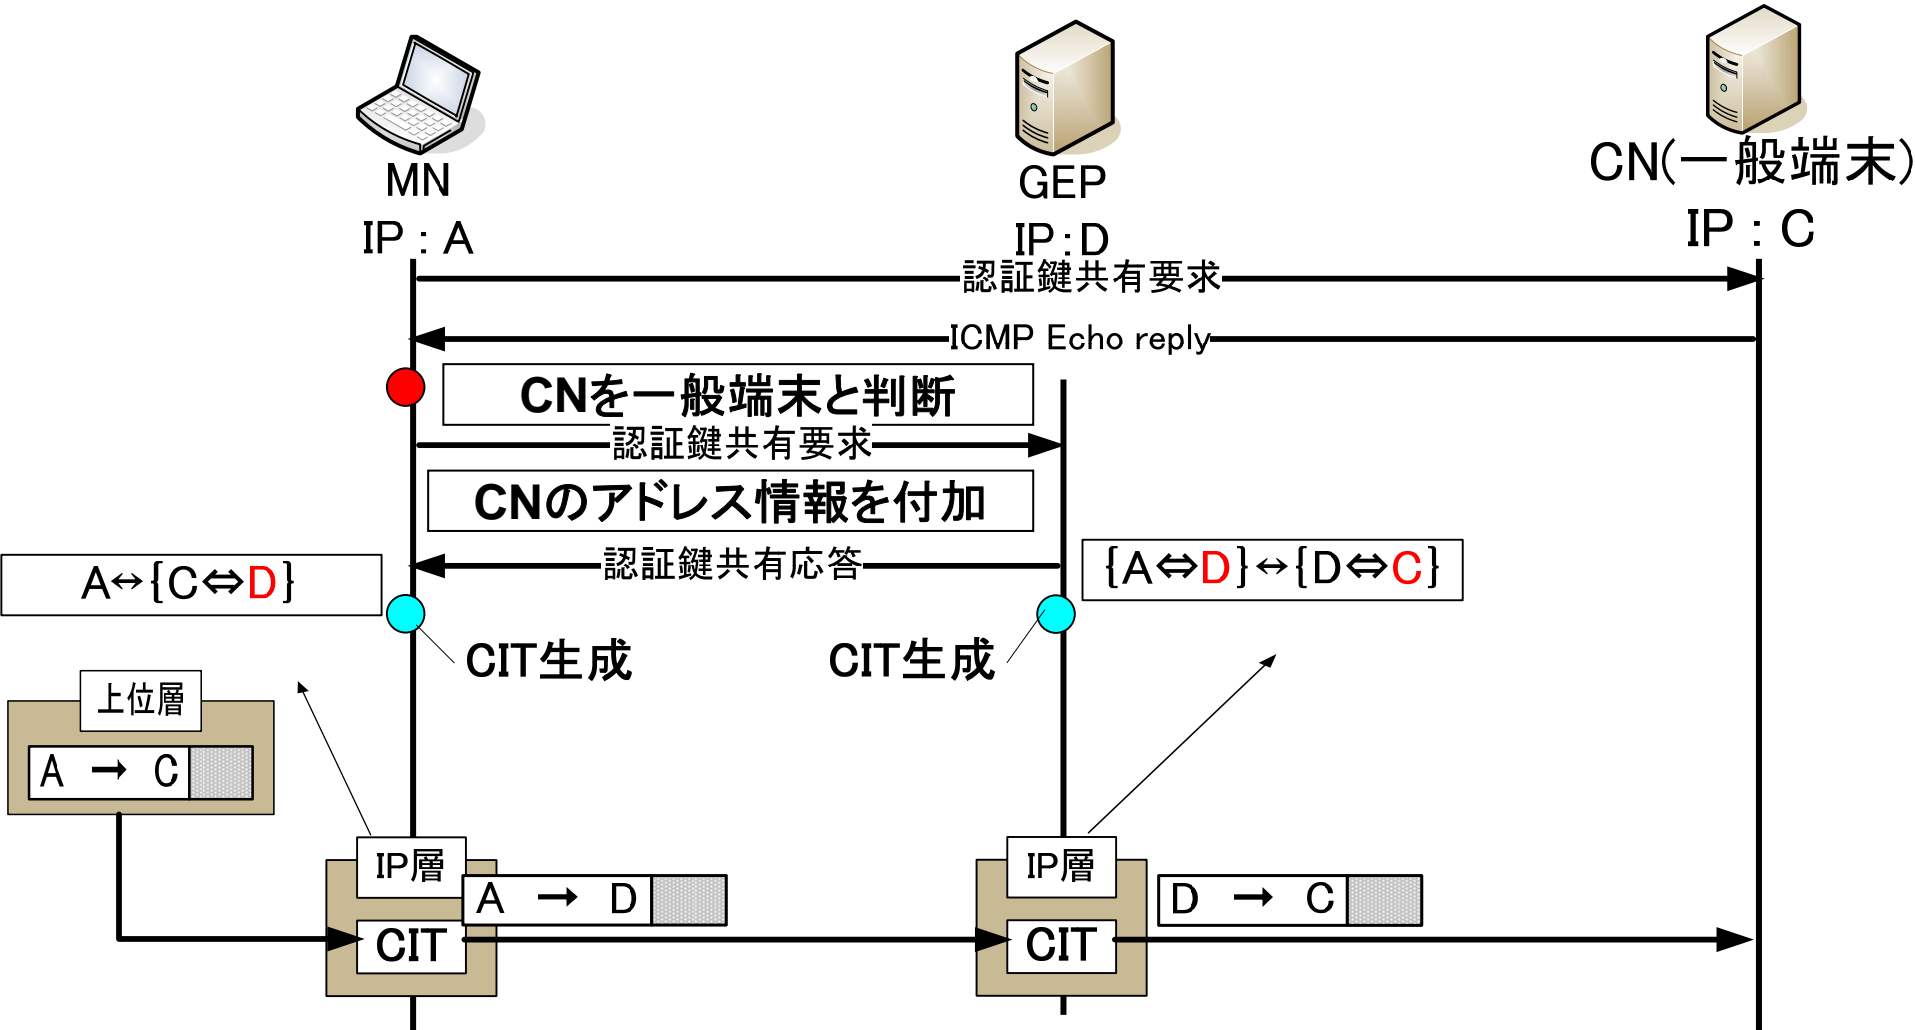 MN
IP：A
GEP
IP：D
CN(一般端末)
IP：C
認証鍵共有要求
ICMP Echo reply
CNを一般端末と判断
認証鍵共有要求
CNのアドレス情報を付加
認証鍵共有応答
A↔{C⇔D}
{A⇔D}↔{D⇔C}
CIT生成
CIT生成
上位層
A → C
IP層
A → D
CIT
IP層
D → C
CIT